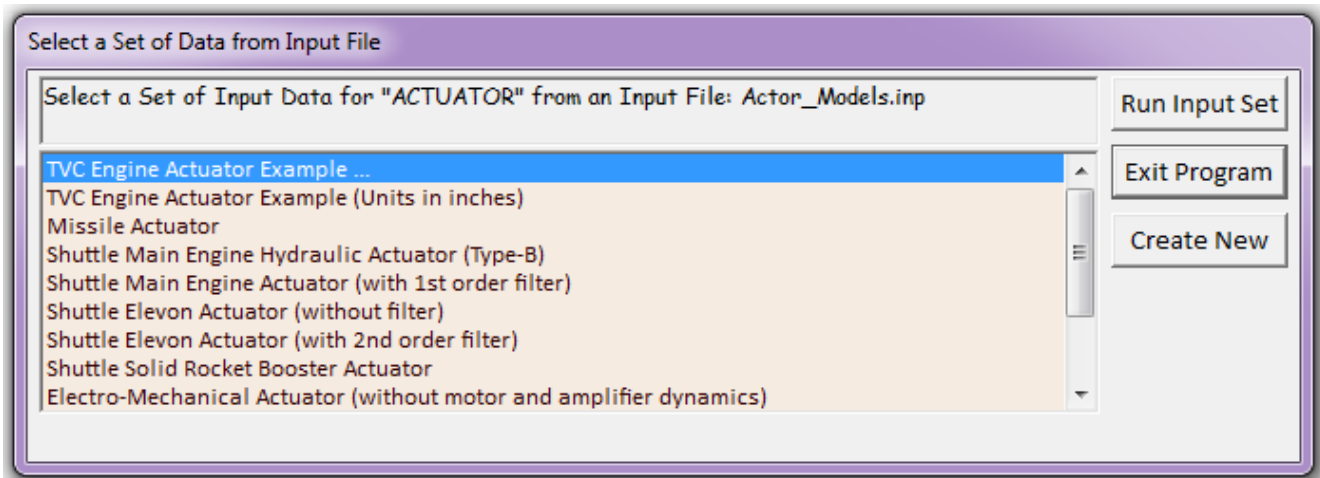 Select a Set of Data from Input File
Select a Set of Input Data for "ACTUATOR" from an Input File: Actor_Models.inp
Run Input Set
TVC Engine Actuator Example ...
Exit Program
TVC Engine Actuator Example (Units in inches)
Missile Actuator
Create New
Shuttle Main Engine Hydraulic Actuator (Type-B)
Shuttle Main Engine Actuator (with 1st order filter)
Shuttle Elevon Actuator (without filter)
Shuttle Elevon Actuator (with 2nd order filter)
Shuttle Solid Rocket Booster Actuator
Electro-Mechanical Actuator (without motor and amplifier dynamics)